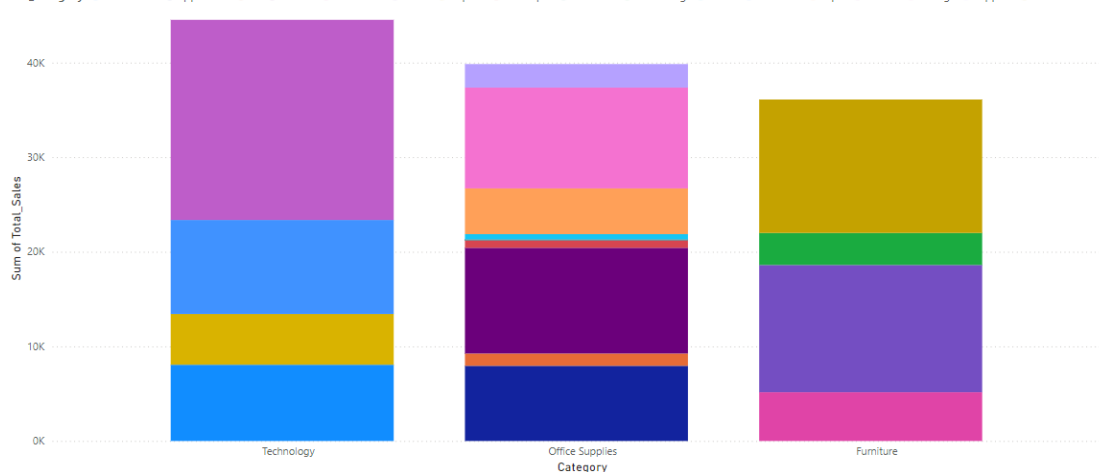 40K
30K
20K
10K
0K
Sum of Total_Sales
Technology
Office Supplies
Furniture
Category